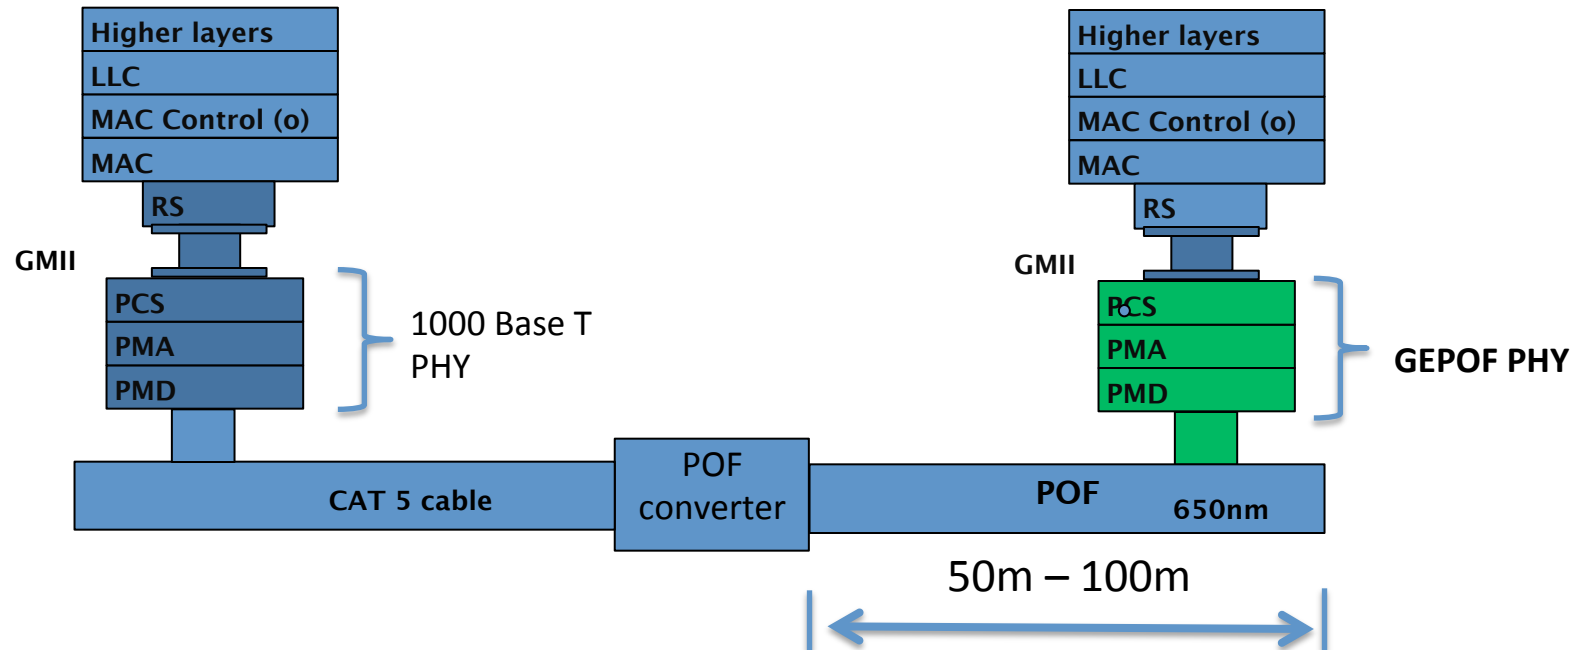 Higher layers
LLC
MAC Control (o)
MAC
RS
GMII
PCS
PMA
PMD
1000 Base T
PHY
CAT 5 cable
POF
converter
Higher layers
LLC
MAC Control (o)
MAC
RS
GMII
PCS
PMA
PMD
GEPOF PHY
POF
650nm
50m – 100m